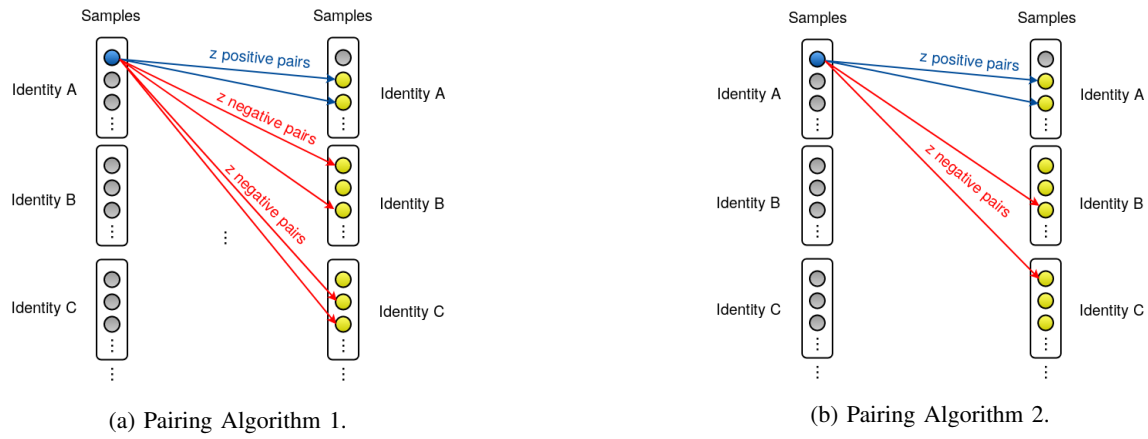 Samples
Samples
Identity A
z positive pairs
Identity A
z negative pairs
Identity B
z negative pairs
Identity B
Identity C
Identity C
(a) Pairing Algorithm 1.
Samples
Samples
Identity A
z positive pairs
Identity A
z negative pairs
Identity B
Identity B
Identity C
Identity C
(b) Pairing Algorithm 2.